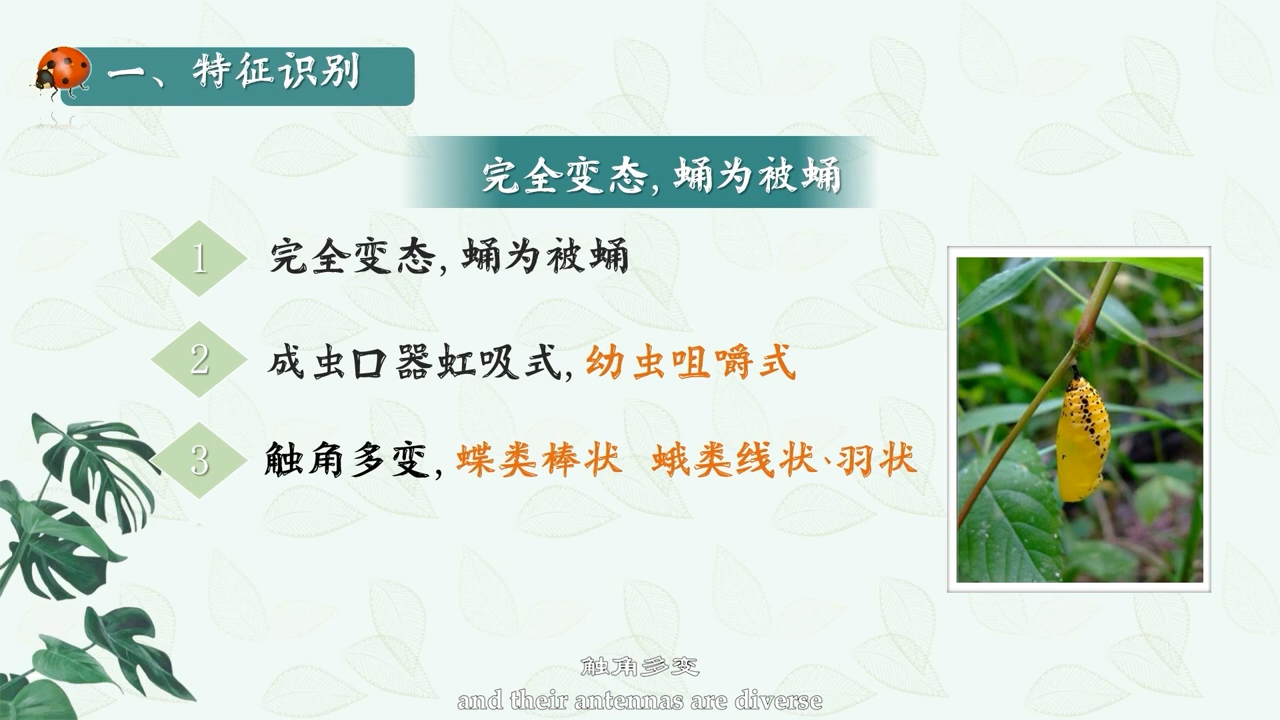 一、特征识别
完全变态,蛹为被蛹
1 完全变态,蛹为被蛹
2 成虫口器虹吸式,幼虫咀嚼式
3 触角多变,蝶类棒状 蛾类线状、羽状
触角多变
and their antennas are diverse